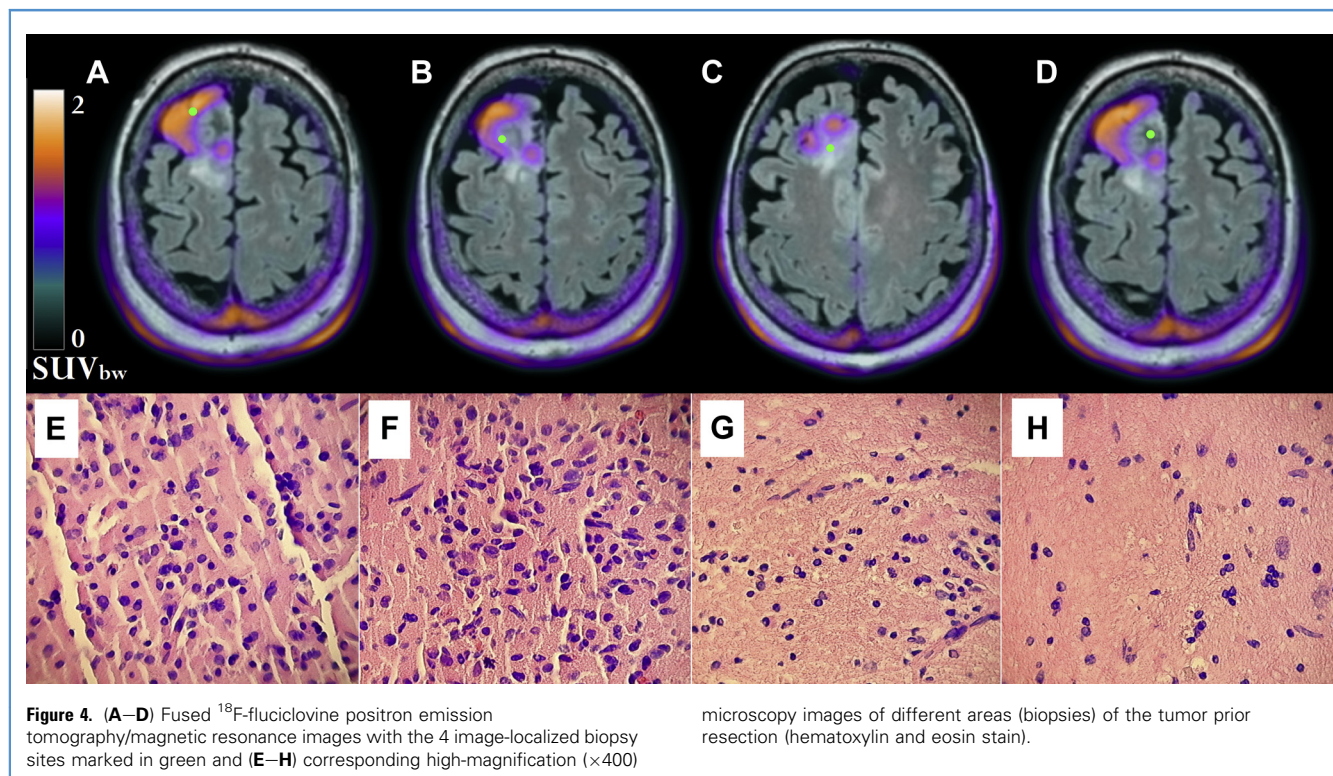 A
B
C
D
2
0
SUVbw
E
F
G
H
Figure 4. (A–D) Fused ¹⁸F-fluciclovine positron emission
tomography/magnetic resonance images with the 4 image-localized biopsy
sites marked in green and (E–H) corresponding high-magnification (×400)
microscopy images of different areas (biopsies) of the tumor prior
resection (hematoxylin and eosin stain).